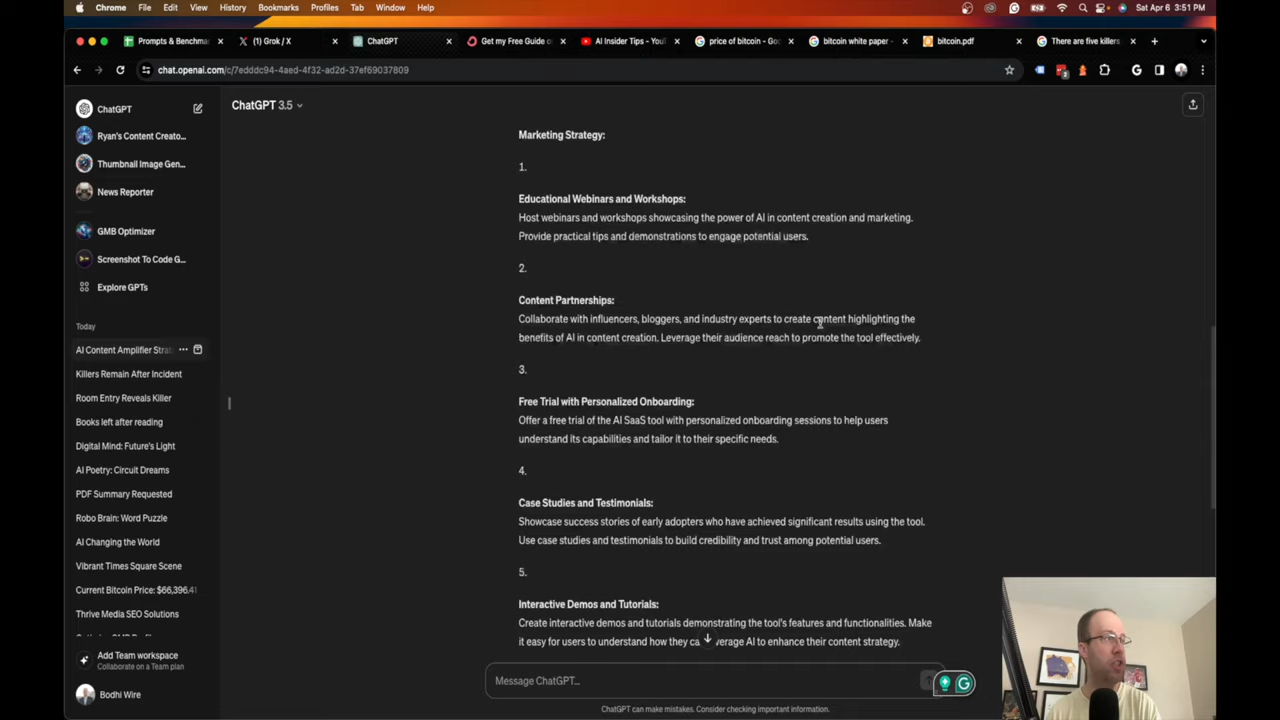 Chrome File Edit View History Bookmarks Profiles Tab Window Help Sat Apr 6 3:51 PM
Prompts & Benchma (1) Grok / X ChatGPT Get my Free Guide o AI Insider Tips - YouT price of bitcoin - Goo bitcoin white paper - bitcoin.pdf There are five killers
chat.openai.com/c/7edddc94-4aed-4f32-ad2d-37ef69037809
ChatGPT
Ryan's Content Creato...
Thumbnail Image Gen...
News Reporter
GMB Optimizer
Screenshot To Code G...
Explore GPTs
Today
AI Content Amplifier Strat
Killers Remain After Incident
Room Entry Reveals Killer
Books left after reading
Digital Mind: Future's Light
AI Poetry: Circuit Dreams
PDF Summary Requested
Robo Brain: Word Puzzle
AI Changing the World
Vibrant Times Square Scene
Current Bitcoin Price: $66,396.41
Thrive Media SEO Solutions
Add Team workspace
Collaborate on a Team plan
Bodhi Wire
ChatGPT 3.5
Marketing Strategy:
1.
Educational Webinars and Workshops:
Host webinars and workshops showcasing the power of AI in content creation and marketing.
Provide practical tips and demonstrations to engage potential users.
2.
Content Partnerships:
Collaborate with influencers, bloggers, and industry experts to create content highlighting the
benefits of AI in content creation. Leverage their audience reach to promote the tool effectively.
3.
Free Trial with Personalized Onboarding:
Offer a free trial of the AI SaaS tool with personalized onboarding sessions to help users
understand its capabilities and tailor it to their specific needs.
4.
Case Studies and Testimonials:
Showcase success stories of early adopters who have achieved significant results using the tool.
Use case studies and testimonials to build credibility and trust among potential users.
5.
Interactive Demos and Tutorials:
Create interactive demos and tutorials demonstrating the tool's features and functionalities. Make
it easy for users to understand how they ca verage AI to enhance their content strategy.
Message ChatGPT...
ChatGPT can make mistakes. Consider checking important information.